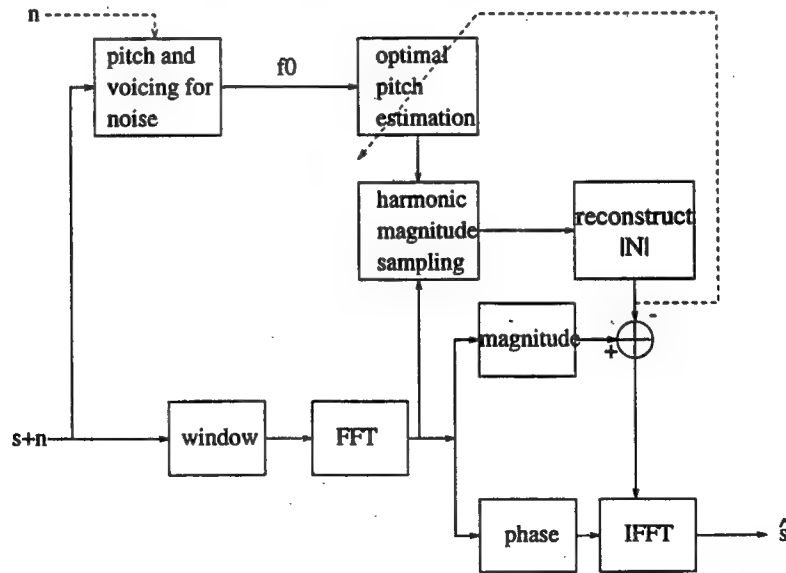 n
pitch and
voicing for
noise
f0
optimal
pitch
estimation
harmonic
magnitude
sampling
reconstruct
|N|
-
magnitude
+
s+n
window
FFT
phase
IFFT
ŝ